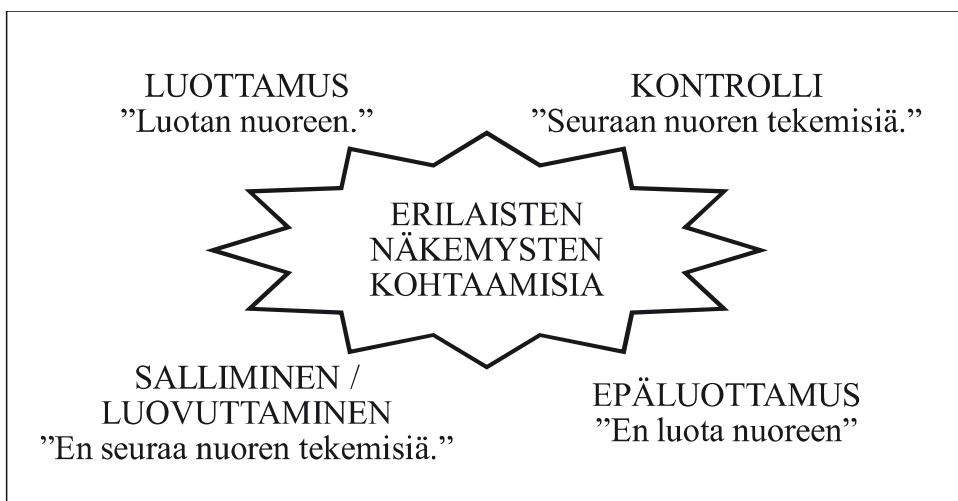 LUOTTAMUS
”Luotan nuoreen.”
KONTROLLI
”Seuraan nuoren tekemisiä.”
ERILAISTEN
NÄKEMYSTEN
KOHTAAMISIA
SALLIMINEN /
LUOVUTTAMINEN
”En seuraa nuoren tekemisiä.”
EPÄLUOTTAMUS
”En luota nuoreen”